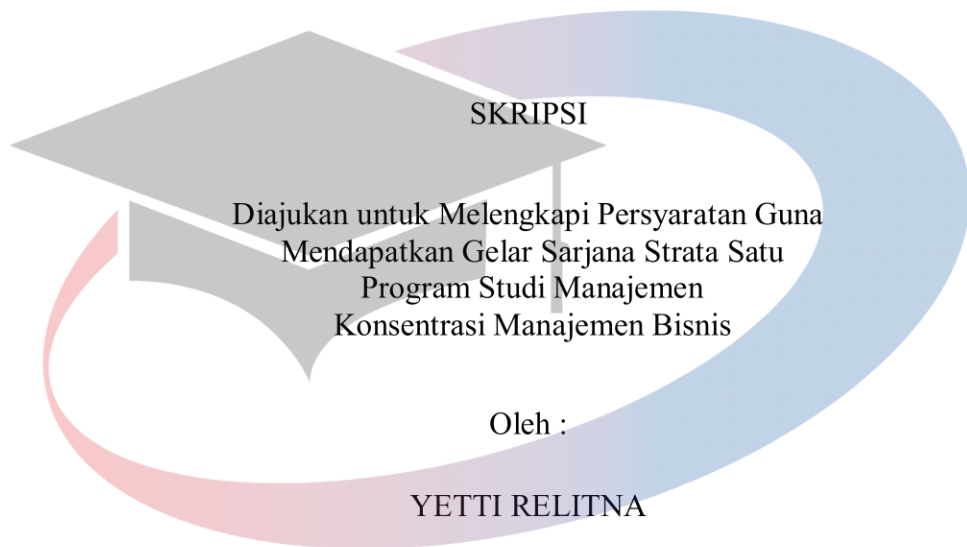 SKRIPSI
Diajukan untuk Melengkapi Persyaratan Guna
Mendapatkan Gelar Sarjana Strata Satu
Program Studi Manajemen
Konsentrasi Manajemen Bisnis
Oleh :
YETTI RELITNA